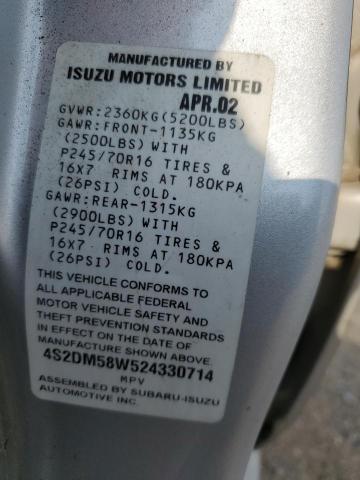 MANUFACTURED BY
ISUZU MOTORS LIMITED
APR.02
GVWR:2360KG(5200LBS)
GAWR:FRONT-1135KG
(2500LBS)WITH
P245/70R16 TIRES &
16X7 RIMS AT 180KPA
(26PSI) COLD.
GAWR:REAR-1315KG
(2900LBS)WITH
P245/70R16 TIRES &
16X7 RIMS AT 180KPA
(26PSI) COLD.
THIS VEHICLE CONFORMS TO
ALL APPLICABLE FEDERAL
MOTOR VEHICLE SAFETY AND
THEFT PREVENTION STANDARDS
IN EFFECT ON THE DATE OF
MANUFACTURE SHOWN ABOVE.
4S2DM58W524330714
MPV
ASSEMBLED BY SUBARU-ISUZU
AUTOMOTIVE INC.